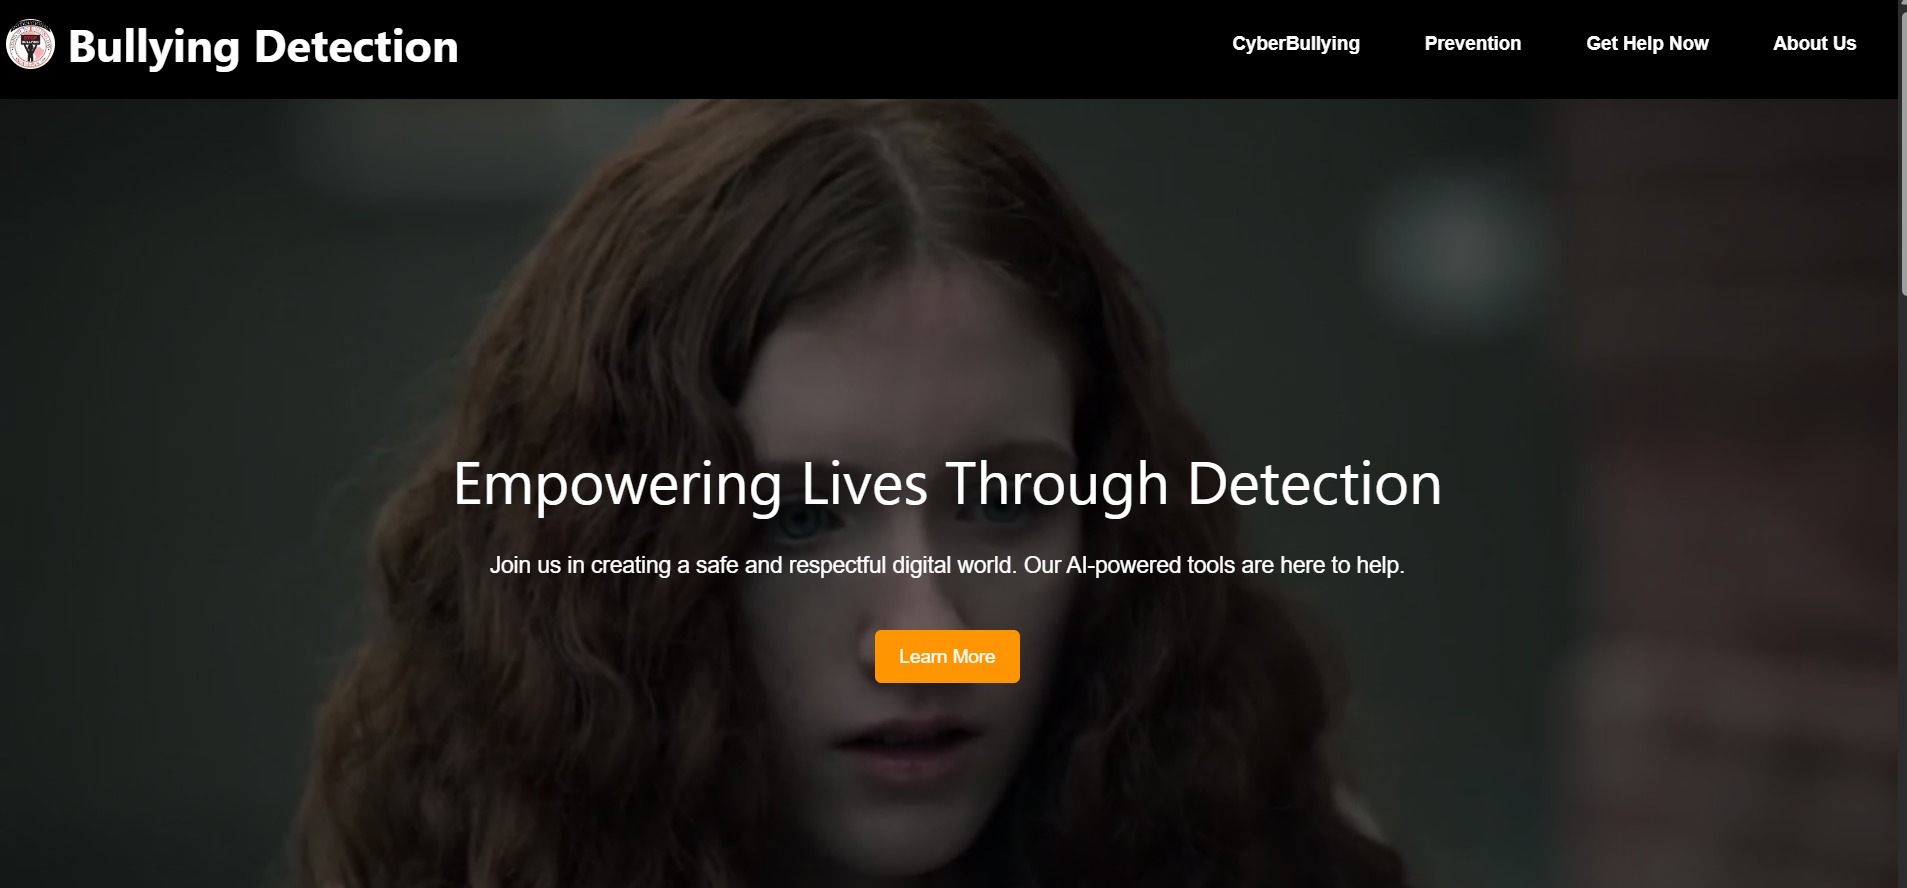 Bullying Detection
CyberBullying Prevention Get Help Now About Us
Empowering Lives Through Detection
Join us in creating a safe and respectful digital world. Our AI-powered tools are here to help.
Learn More